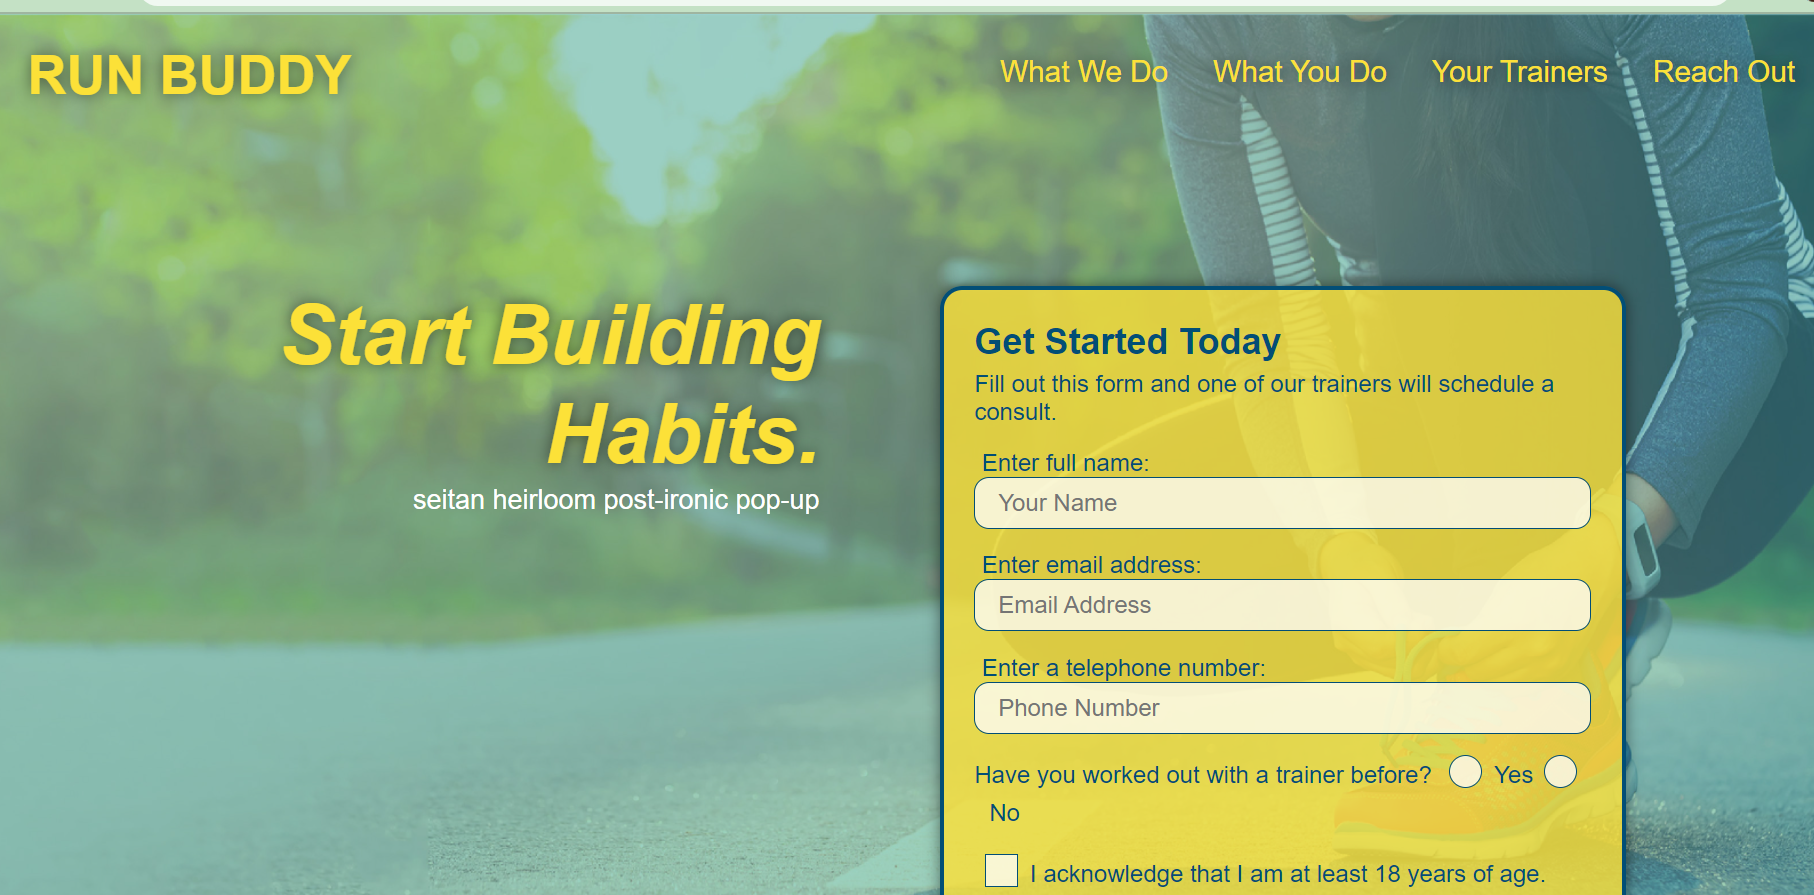 RUN BUDDY
What We Do What You Do Your Trainers Reach Out
Start Building
Habits.
seitan heirloom post-ironic pop-up
Get Started Today
Fill out this form and one of our trainers will schedule a
consult.
Enter full name:
Your Name
Enter email address:
Email Address
Enter a telephone number:
Phone Number
Have you worked out with a trainer before? Yes
No
I acknowledge that I am at least 18 years of age.